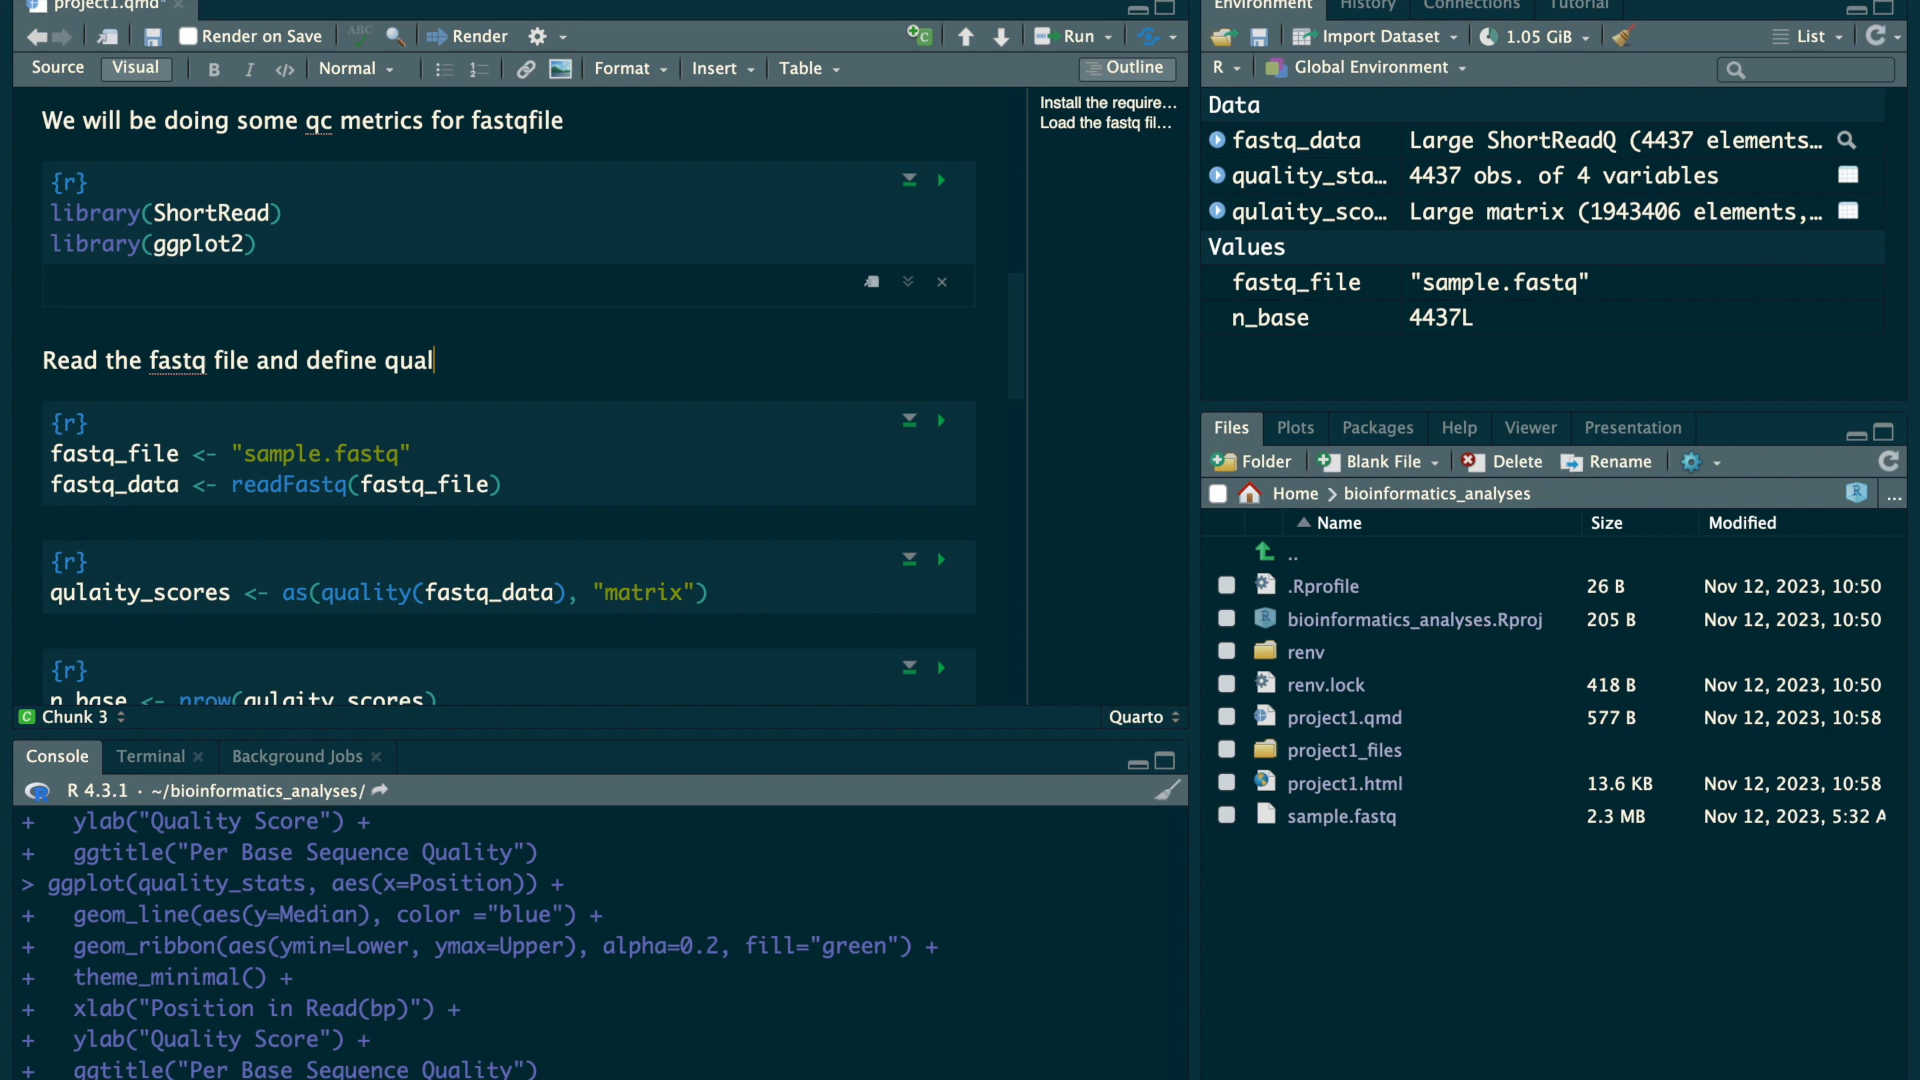 project1.qmd*
Render on Save
ABC
Render
Run
Source
Visual
B
I
</>
Normal
Format
Insert
Table
Outline
We will be doing some qc metrics for fastqfile
{r}
library(ShortRead)
library(ggplot2)
Read the fastq file and define qual
{r}
fastq_file <- "sample.fastq"
fastq_data <- readFastq(fastq_file)
{r}
qulaity_scores <- as(quality(fastq_data), "matrix")
{r}
n_base <- nrow(qulaity_scores)
Install the require...
Load the fastq fil...
C Chunk 3
Quarto
Console
Terminal
Background Jobs
R 4.3.1 · ~/bioinformatics_analyses/
+ ylab("Quality Score") +
+ ggtitle("Per Base Sequence Quality")
> ggplot(quality_stats, aes(x=Position)) +
+ geom_line(aes(y=Median), color ="blue") +
+ geom_ribbon(aes(ymin=Lower, ymax=Upper), alpha=0.2, fill="green") +
+ theme_minimal() +
+ xlab("Position in Read(bp)") +
+ ylab("Quality Score") +
+ ggtitle("Per Base Sequence Quality")
Environment
History
Connections
Tutorial
Import Dataset
1.05 GiB
List
R
Global Environment
Data
fastq_data Large ShortReadQ (4437 elements...
quality_sta... 4437 obs. of 4 variables
qulaity_sco... Large matrix (1943406 elements,...
Values
fastq_file "sample.fastq"
n_base 4437L
Files
Plots
Packages
Help
Viewer
Presentation
Folder
Blank File
Delete
Rename
Home > bioinformatics_analyses
...
Name Size Modified
..
.Rprofile 26 B Nov 12, 2023, 10:50
bioinformatics_analyses.Rproj 205 B Nov 12, 2023, 10:50
renv
renv.lock 418 B Nov 12, 2023, 10:50
project1.qmd 577 B Nov 12, 2023, 10:58
project1_files
project1.html 13.6 KB Nov 12, 2023, 10:58
sample.fastq 2.3 MB Nov 12, 2023, 5:32 A